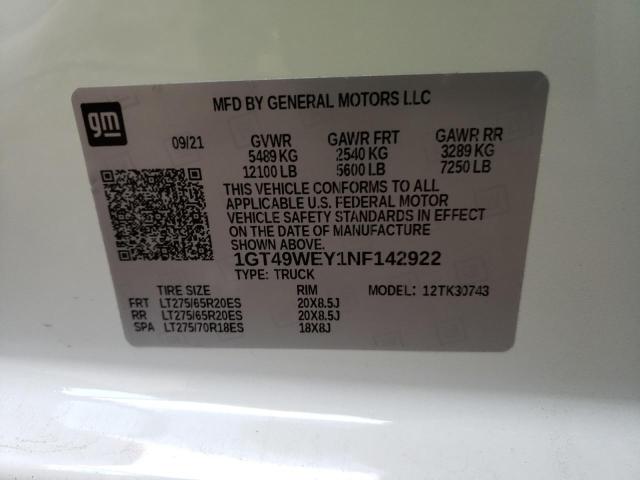 gm
MFD BY GENERAL MOTORS LLC
09/21 GVWR GAWR FRT GAWR RR
5489 KG 2540 KG 3289 KG
12100 LB 5600 LB 7250 LB
THIS VEHICLE CONFORMS TO ALL
APPLICABLE U.S. FEDERAL MOTOR
VEHICLE SAFETY STANDARDS IN EFFECT
ON THE DATE OF MANUFACTURE
SHOWN ABOVE.
1GT49WEY1NF142922
TYPE: TRUCK
TIRE SIZE RIM MODEL: 12TK30743
FRT LT275/65R20ES 20X8.5J
RR LT275/65R20ES 20X8.5J
SPA LT275/70R18ES 18X8J